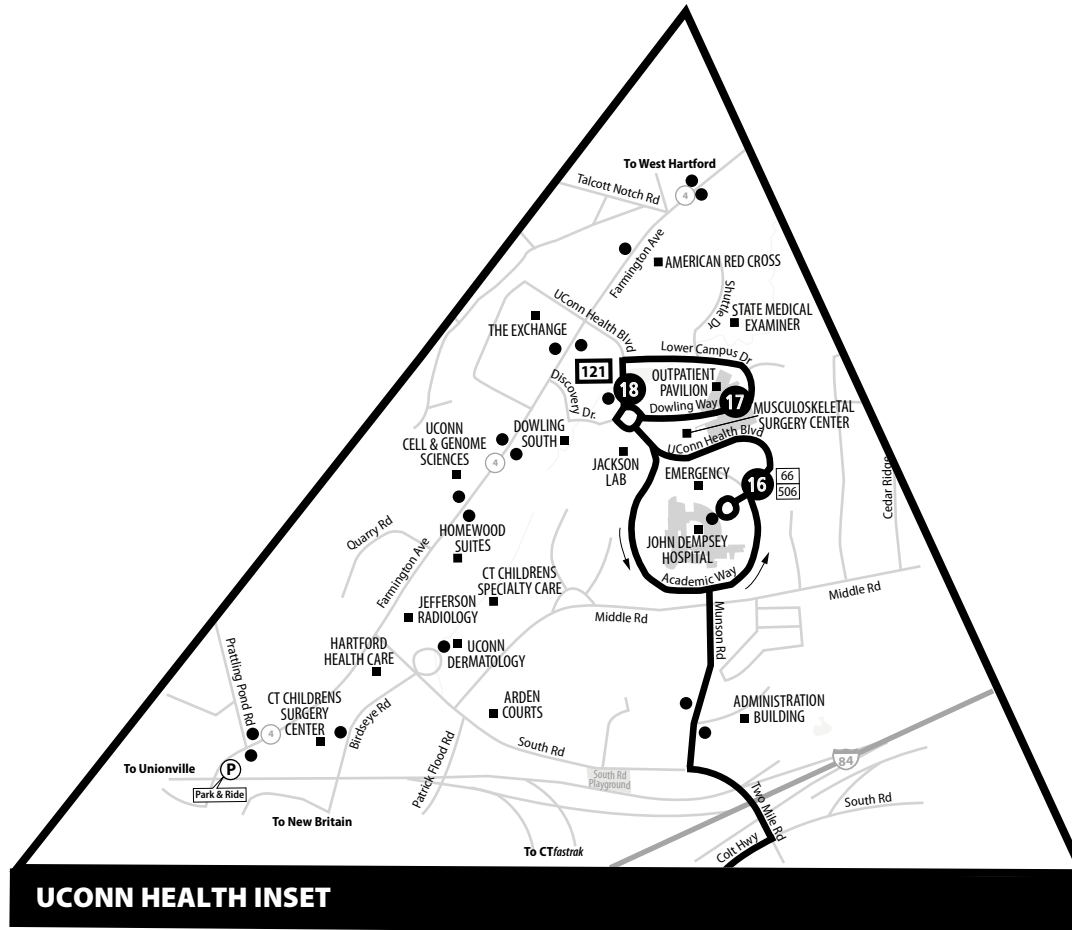 To West Hartford
Talcott Notch Rd
4
Farmington Ave
AMERICAN RED CROSS
Shuttle Dr
STATE MEDICAL
EXAMINER
UConn Health Blvd
THE EXCHANGE
Lower Campus Dr
121
18
OUTPATIENT
PAVILION
17
Dowling Way
Discovery Dr.
MUSCULOSKELETAL
SURGERY CENTER
UCONN
CELL & GENOME
SCIENCES
DOWLING
SOUTH
UConn Health Blvd
4
JACKSON
LAB
EMERGENCY
16
66
506
Cedar Ridge
Quarry Rd
HOMEWOOD
SUITES
JOHN DEMPSEY
HOSPITAL
Academic Way
Farmington Ave
CT CHILDRENS
SPECIALTY CARE
JEFFERSON
RADIOLOGY
Middle Rd
Middle Rd
Munson Rd
Prattling Pond Rd
HARTFORD
HEALTH CARE
UCONN
DERMATOLOGY
CT CHILDRENS
SURGERY
CENTER
Birdseye Rd
ARDEN
COURTS
ADMINISTRATION
BUILDING
4
Patrick Flood Rd
South Rd
84
To Unionville
P
Park & Ride
South Rd
Playground
Two Mile Rd
South Rd
To New Britain
Colt Hwy
To CTfastrak
UCONN HEALTH INSET